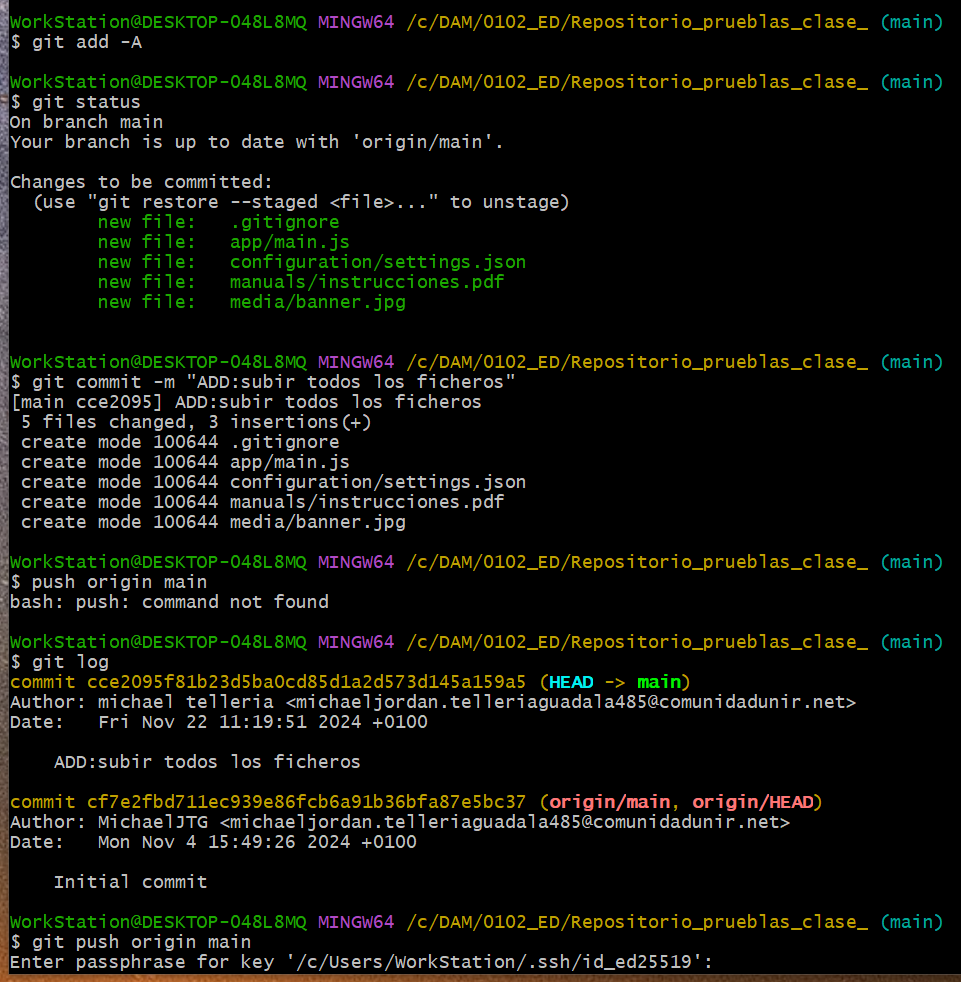 WorkStation@DESKTOP-O48L8MQ MINGW64 /c/DAM/0102_ED/Repositorio_prueblas_clase_ (main)
$ git add -A
WorkStation@DESKTOP-O48L8MQ MINGW64 /c/DAM/0102_ED/Repositorio_prueblas_clase_ (main)
$ git status
On branch main
Your branch is up to date with 'origin/main'.
Changes to be committed:
  (use "git restore --staged <file>..." to unstage)
        new file:   .gitignore
        new file:   app/main.js
        new file:   configuration/settings.json
        new file:   manuals/instrucciones.pdf
        new file:   media/banner.jpg
WorkStation@DESKTOP-O48L8MQ MINGW64 /c/DAM/0102_ED/Repositorio_prueblas_clase_ (main)
$ git commit -m "ADD:subir todos los ficheros"
[main cce2095] ADD:subir todos los ficheros
 5 files changed, 3 insertions(+)
 create mode 100644 .gitignore
 create mode 100644 app/main.js
 create mode 100644 configuration/settings.json
 create mode 100644 manuals/instrucciones.pdf
 create mode 100644 media/banner.jpg
WorkStation@DESKTOP-O48L8MQ MINGW64 /c/DAM/0102_ED/Repositorio_prueblas_clase_ (main)
$ push origin main
bash: push: command not found
WorkStation@DESKTOP-O48L8MQ MINGW64 /c/DAM/0102_ED/Repositorio_prueblas_clase_ (main)
$ git log
commit cce2095f81b23d5ba0cd85d1a2d573d145a159a5 (HEAD -> main)
Author: michael telleria <michaeljordan.telleriaguadala485@comunidadunir.net>
Date:   Fri Nov 22 11:19:51 2024 +0100
    ADD:subir todos los ficheros
commit cf7e2fbd711ec939e86fcb6a91b36bfa87e5bc37 (origin/main, origin/HEAD)
Author: MichaelJTG <michaeljordan.telleriaguadala485@comunidadunir.net>
Date:   Mon Nov 4 15:49:26 2024 +0100
    Initial commit
WorkStation@DESKTOP-O48L8MQ MINGW64 /c/DAM/0102_ED/Repositorio_prueblas_clase_ (main)
$ git push origin main
Enter passphrase for key '/c/Users/WorkStation/.ssh/id_ed25519':